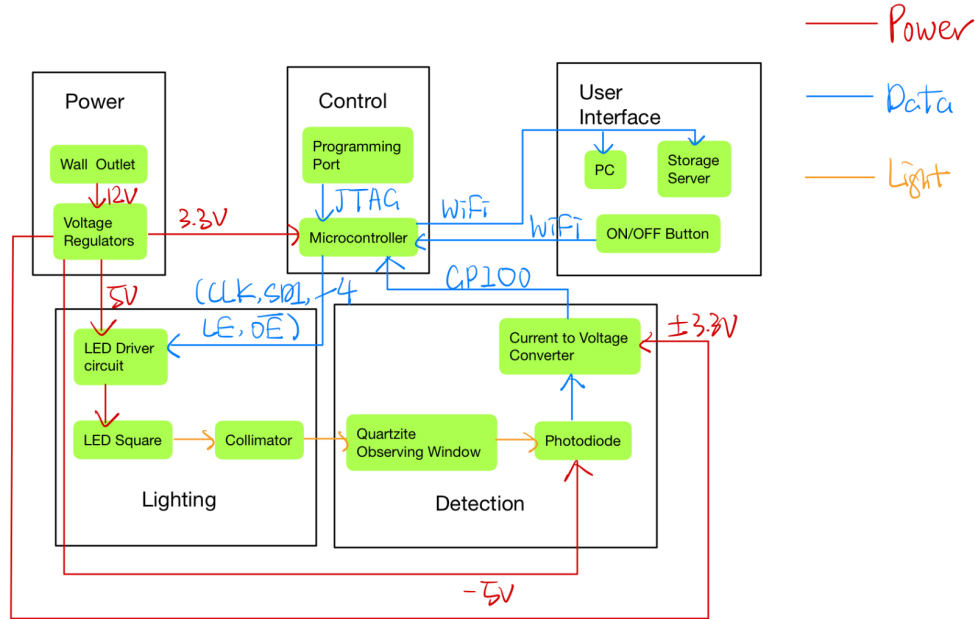 Power
Data
Light
Power
Wall Outlet
12V
Voltage
Regulators
3.3V
5V
Control
Programming
Port
JTAG
Microcontroller
WiFi
WiFi
User
Interface
PC
Storage
Server
ON/OFF Button
GPIO0
(CLK, SDI, -4
LE, O̅E̅)
LED Driver
circuit
LED Square
Collimator
Lighting
Current to Voltage
Converter
±3.3V
Quartzite
Observing Window
Photodiode
Detection
-5V